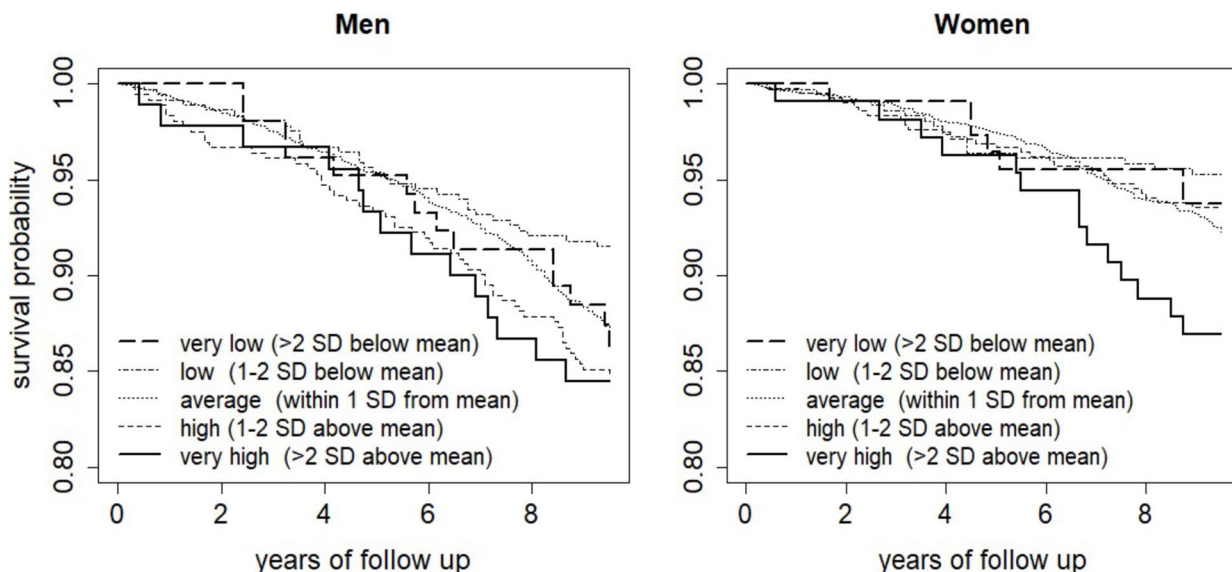 Men
survival probability
1.00
0.95
0.90
0.85
0.80
very low (>2 SD below mean)
low (1-2 SD below mean)
average (within 1 SD from mean)
high (1-2 SD above mean)
very high (>2 SD above mean)
0 2 4 6 8
years of follow up
Women
1.00
0.95
0.90
0.85
0.80
very low (>2 SD below mean)
low (1-2 SD below mean)
average (within 1 SD from mean)
high (1-2 SD above mean)
very high (>2 SD above mean)
0 2 4 6 8
years of follow up